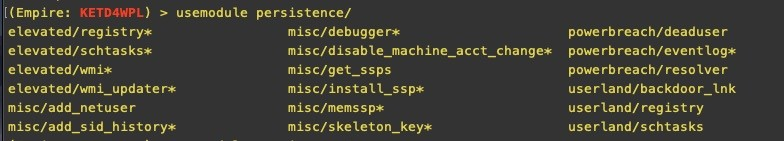 [(Empire: KETD4WPL) > usemodule persistence/
elevated/registry* misc/debugger* powerbreach/deaduser
elevated/schtasks* misc/disable_machine_acct_change* powerbreach/eventlog*
elevated/wmi* misc/get_ssps powerbreach/resolver
elevated/wmi_updater* misc/install_ssp* userland/backdoor_lnk
misc/add_netuser misc/memssp* userland/registry
misc/add_sid_history* misc/skeleton_key* userland/schtasks